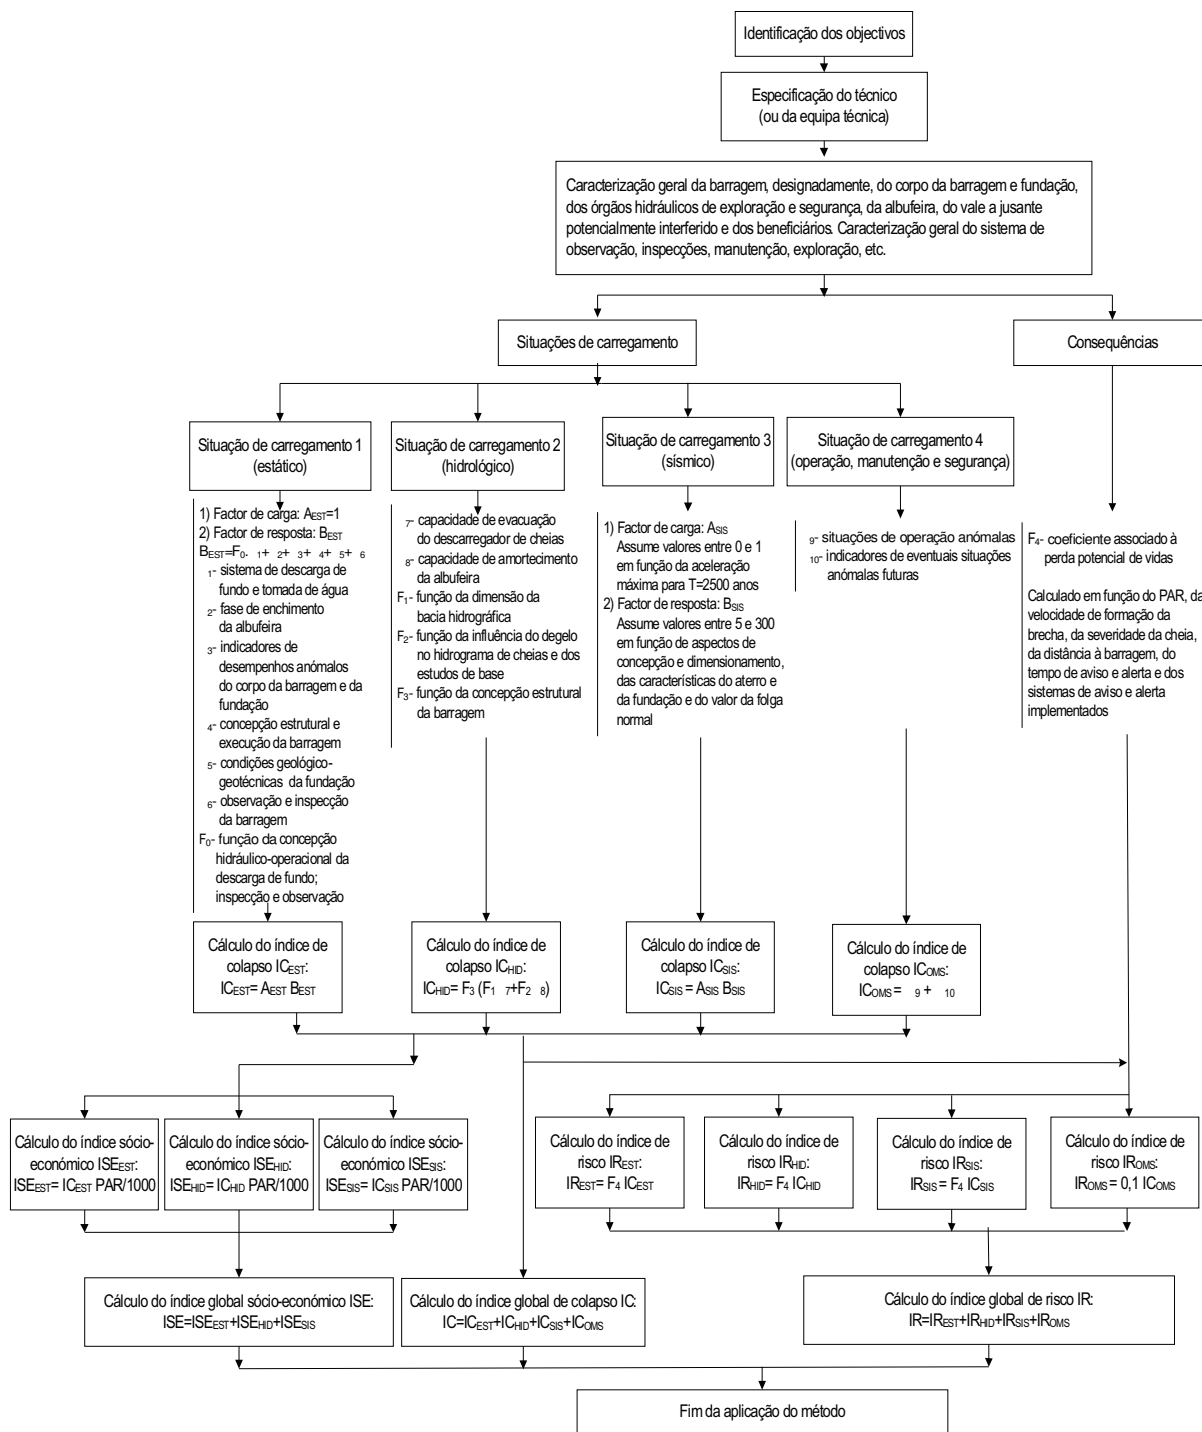 Identificação dos objectivos
Especificação do técnico
(ou da equipa técnica)
Caracterização geral da barragem, designadamente, do corpo da barragem e fundação,
dos órgãos hidráulicos de exploração e segurança, da albufeira, do vale a jusante
potencialmente interferido e dos beneficiários. Caracterização geral do sistema de
observação, inspecções, manutenção, exploração, etc.
Situações de carregamento
Consequências
Situação de carregamento 1
(estático)
Situação de carregamento 2
(hidrológico)
Situação de carregamento 3
(sísmico)
Situação de carregamento 4
(operação, manutenção e segurança)
1) Factor de carga: AEST=1
2) Factor de resposta: BEST
BEST=F0. 1+ 2+ 3+ 4+ 5+ 6
1- sistema de descarga de
fundo e tomada de água
2- fase de enchimento
da albufeira
3- indicadores de
desempenhos anómalos
do corpo da barragem e da
fundação
4- concepção estrutural e
execução da barragem
5- condições geológico-
geotécnicas da fundação
6- observação e inspecção
da barragem
F0- função da concepção
hidráulico-operacional da
descarga de fundo;
inspecção e observação
7- capacidade de evacuação
do descarregador de cheias
8- capacidade de amortecimento
da albufeira
F1- função da dimensão da
bacia hidrográfica
F2- função da influência do degelo
no hidrograma de cheias e dos
estudos de base
F3- função da concepção estrutural
da barragem
1) Factor de carga: ASIS
Assume valores entre 0 e 1
em função da aceleração
máxima para T=2500 anos
2) Factor de resposta: BSIS
Assume valores entre 5 e 300
em função de aspectos de
concepção e dimensionamento,
das características do aterro e
da fundação e do valor da folga
normal
9- situações de operação anómalas
10- indicadores de eventuais situações
anómalas futuras
F4- coeficiente associado à
perda potencial de vidas
Calculado em função do PAR, da
velocidade de formação da
brecha, da severidade da cheia,
da distância à barragem, do
tempo de aviso e alerta e dos
sistemas de aviso e alerta
implementados
Cálculo do índice de
colapso ICEST:
ICEST= AEST BEST
Cálculo do índice de
colapso ICHID:
ICHID= F3 (F1 7+F2 8)
Cálculo do índice de
colapso ICSIS:
ICSIS = ASIS BSIS
Cálculo do índice de
colapso ICOMS:
ICOMS = 9 + 10
Cálculo do índice sócio-
económico ISEEST:
ISEEST= ICEST PAR/1000
Cálculo do índice sócio-
económico ISEHID:
ISEHID= ICHID PAR/1000
Cálculo do índice sócio-
económico ISESIS:
ISESIS= ICSIS PAR/1000
Cálculo do índice de
risco IREST:
IREST= F4 ICEST
Cálculo do índice de
risco IRHID:
IRHID= F4 ICHID
Cálculo do índice de
risco IRSIS:
IRSIS = F4 ICSIS
Cálculo do índice de
risco IROMS:
IROMS = 0,1 ICOMS
Cálculo do índice global sócio-económico ISE:
ISE=ISEEST+ISEHID+ISESIS
Cálculo do índice global de colapso IC:
IC=ICEST+ICHID+ICSIS+ICOMS
Cálculo do índice global de risco IR:
IR=IREST+IRHID+IRSIS+IROMS
Fim da aplicação do método